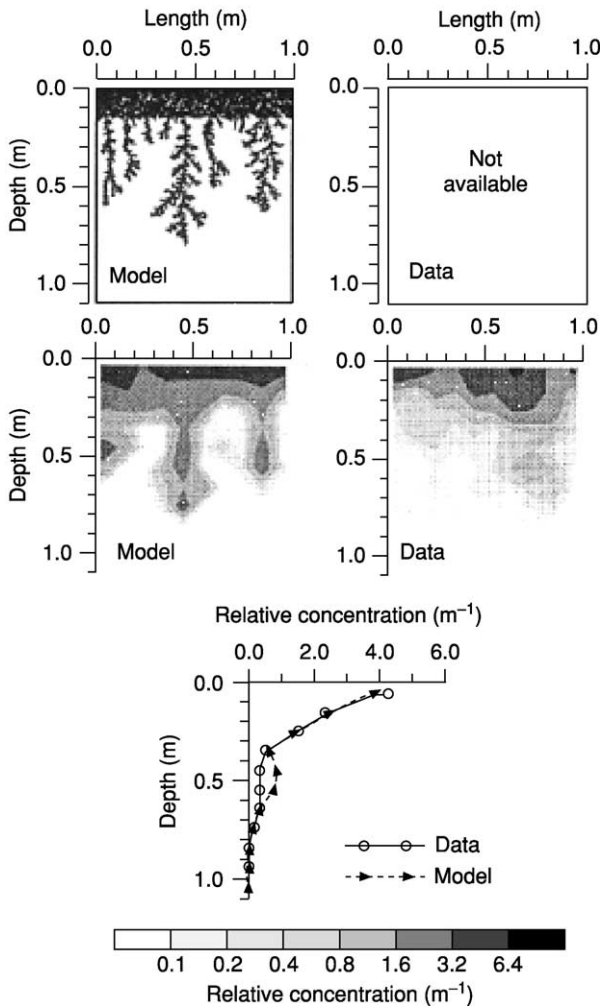 Length (m) Length (m)
0.0 0.5 1.0 0.0 0.5 1.0
0.0 0.0
Depth (m)
0.5 0.5
Not
available
1.0 1.0
Model Data
0.0 0.5 1.0 0.0 0.5 1.0
0.0 0.0
Depth (m)
0.5 0.5
1.0 1.0
Model Data
Relative concentration (m⁻¹)
0.0 2.0 4.0 6.0
0.0
Depth (m)
0.5
1.0
Data
Model
0.1 0.2 0.4 0.8 1.6 3.2 6.4
Relative concentration (m⁻¹)